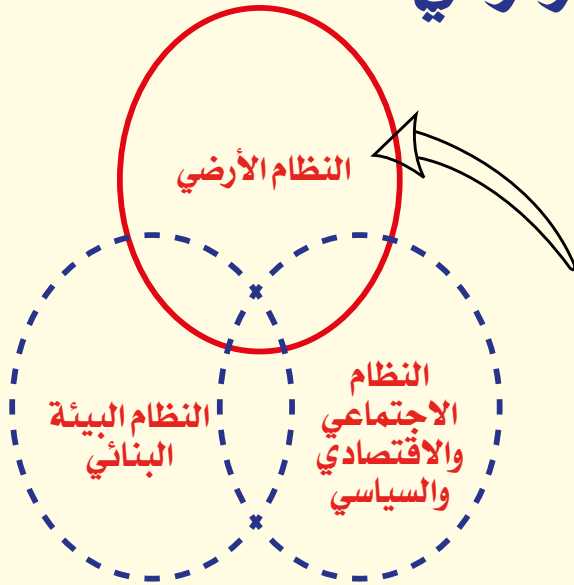 النظام الأرضي
النظام
الاجتماعي
والاقتصادي
والسياسي
النظام البيئة
البنائي